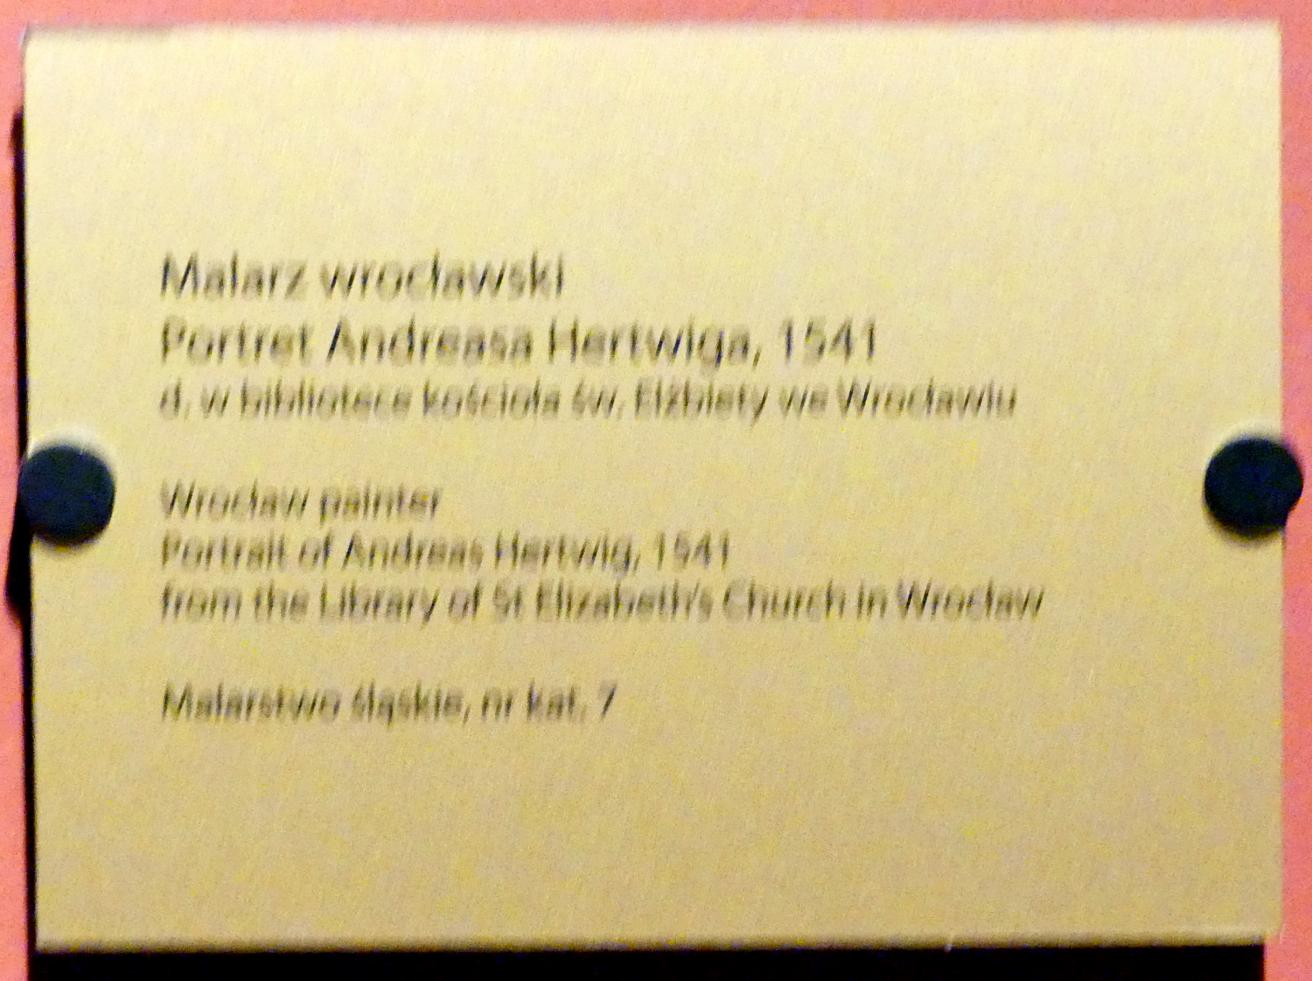 Malarz wrocławski
Portret Andreasa Hertwiga, 1541
d. w bibliotece kościoła św. Elżbiety we Wrocławiu
Wrocław painter
Portrait of Andreas Hertwig, 1541
from the Library of St Elizabeth's Church in Wrocław
Malarstwo śląskie, nr kat. 7